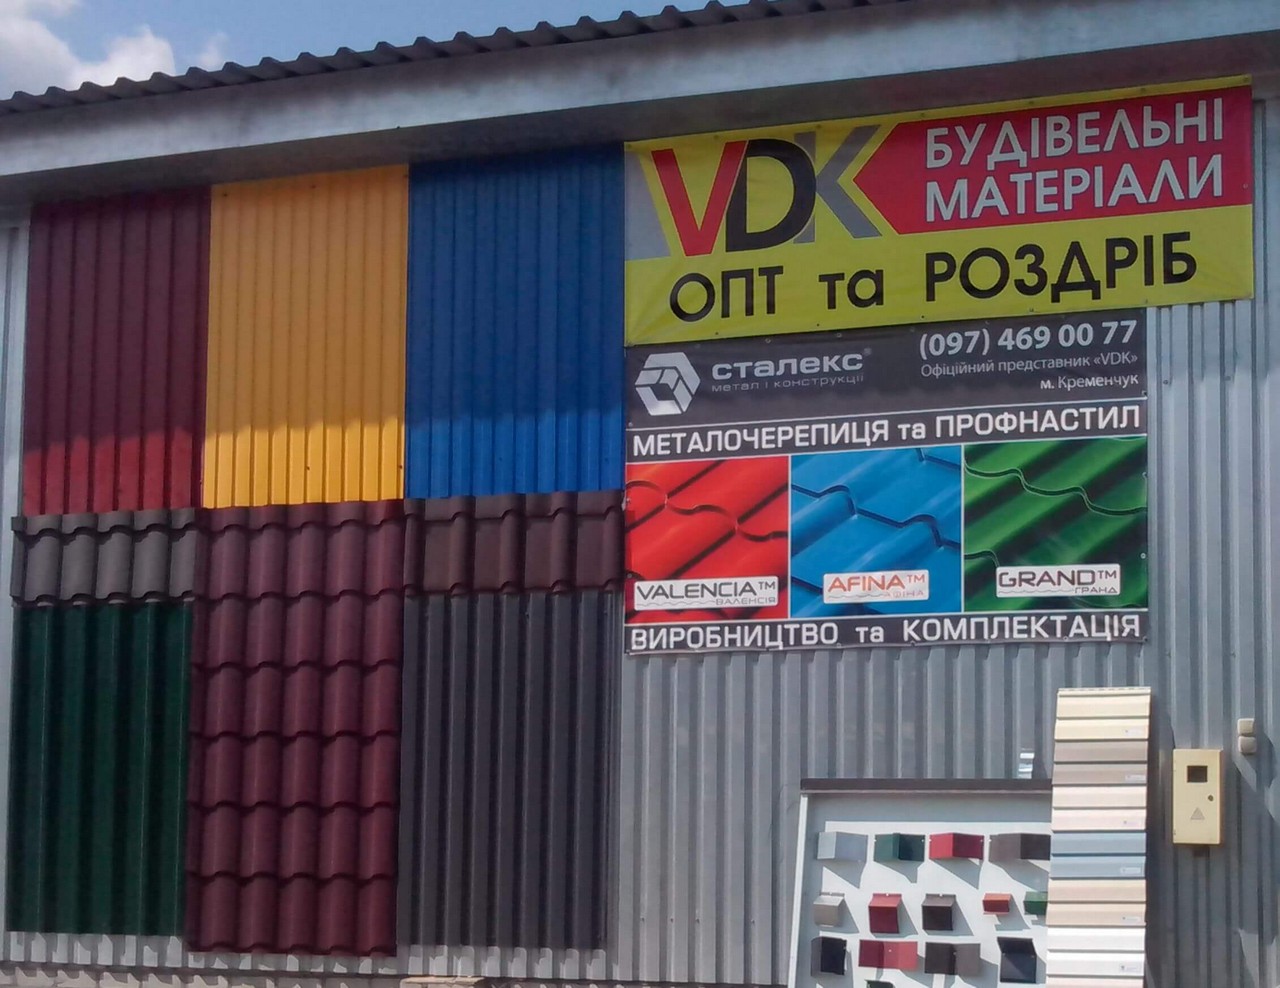 VDK
БУДІВЕЛЬНІ
МАТЕРІАЛИ
ОПТ та РОЗДРІБ
сталекс®
метал і конструкції
(097) 469 00 77
Офіційний представник «VDK»
м. Кременчук
МЕТАЛОЧЕРЕПИЦЯ та ПРОФНАСТИЛ
VALENCIA™
ВАЛЕНСІЯ
AFINA™
АФІНА
GRAND™
ГРАНД
ВИРОБНИЦТВО та КОМПЛЕКТАЦІЯ